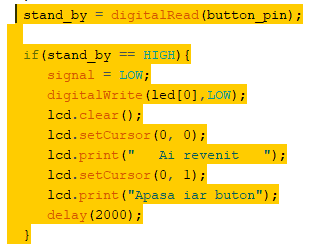 stand_by = digitalRead(button_pin);
if(stand_by == HIGH){
signal = LOW;
digitalWrite(led[0],LOW);
lcd.clear();
lcd.setCursor(0, 0);
lcd.print("   Ai revenit   ");
lcd.setCursor(0, 1);
lcd.print("Apasa iar buton");
delay(2000);
}